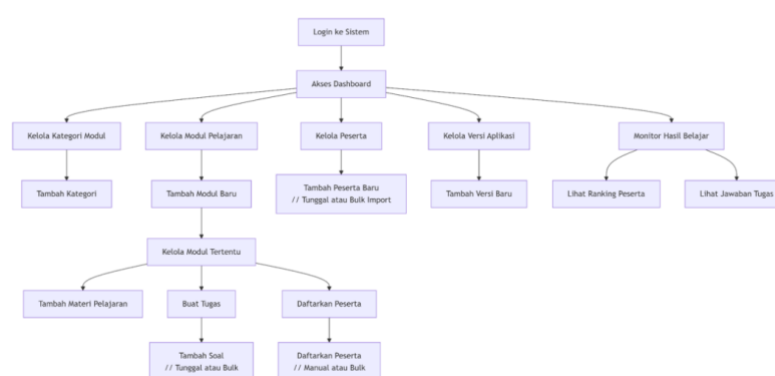 Login ke Sistem
Akses Dashboard
Kelola Kategori Modul
Kelola Modul Pelajaran
Kelola Peserta
Kelola Versi Aplikasi
Monitor Hasil Belajar
Tambah Kategori
Tambah Modul Baru
Tambah Peserta Baru
// Tunggal atau Bulk Import
Tambah Versi Baru
Lihat Ranking Peserta
Lihat Jawaban Tugas
Kelola Modul Tertentu
Tambah Materi Pelajaran
Buat Tugas
Daftarkan Peserta
Tambah Soal
// Tunggal atau Bulk
Daftarkan Peserta
// Manual atau Bulk